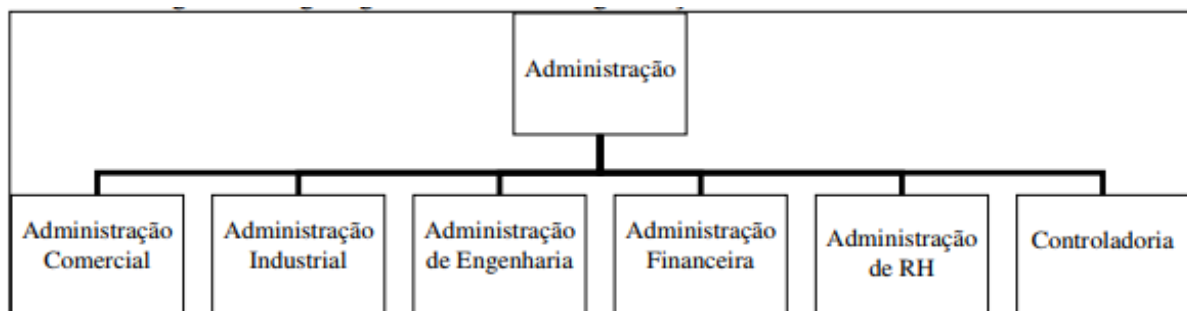 Administração
Administração
Comercial
Administração
Industrial
Administração
de Engenharia
Administração
Financeira
Administração
de RH
Controladoria